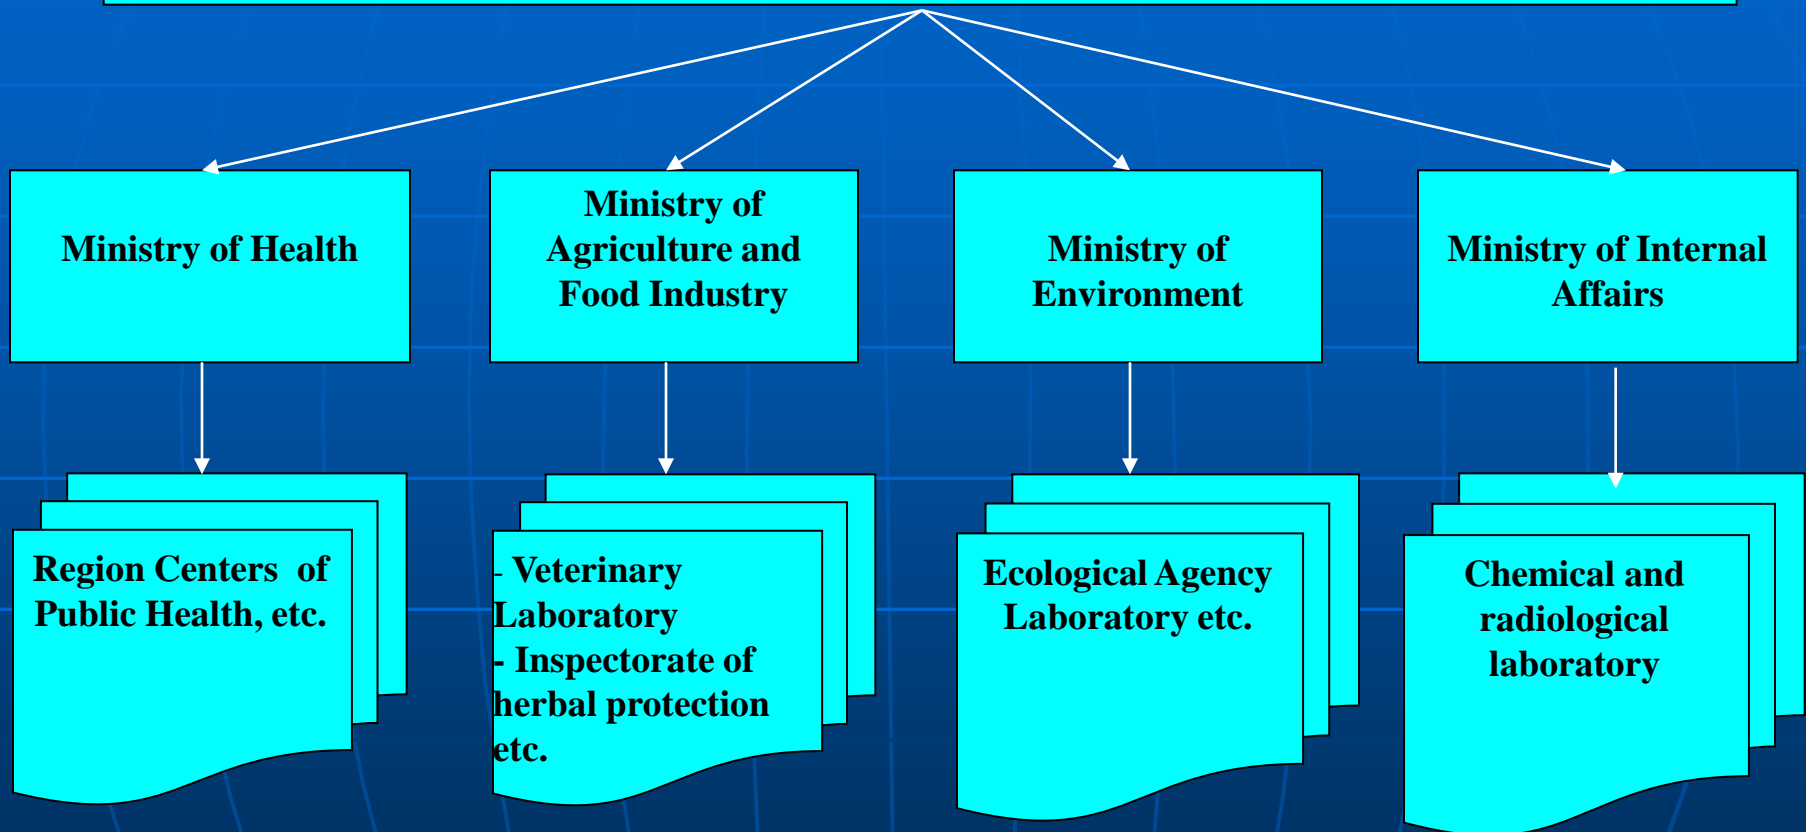 Ministry of Health
Ministry of
Agriculture and
Food Industry
Ministry of
Environment
Ministry of Internal
Affairs
Region Centers of
Public Health, etc.
- Veterinary
Laboratory
- Inspectorate of
herbal protection
etc.
Ecological Agency
Laboratory etc.
Chemical and
radiological
laboratory